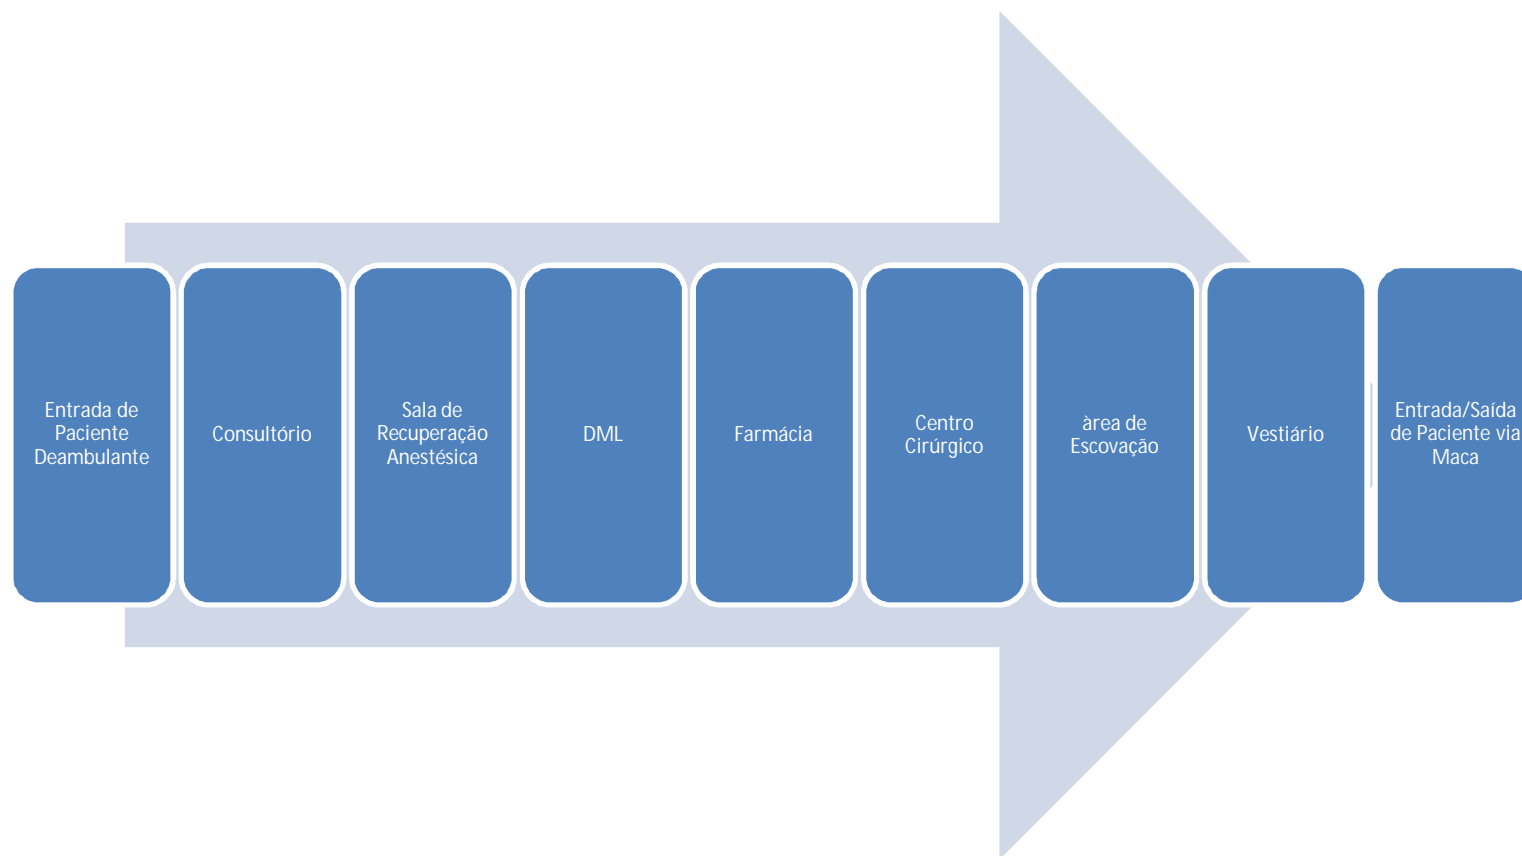 Entrada de
Paciente
Deambulante
Consultório
Sala de
Recuperação
Anestésica
DML
Farmácia
Centro
Cirúrgico
àrea de
Escovação
Vestiário
Entrada/Saída
de Paciente via
Maca